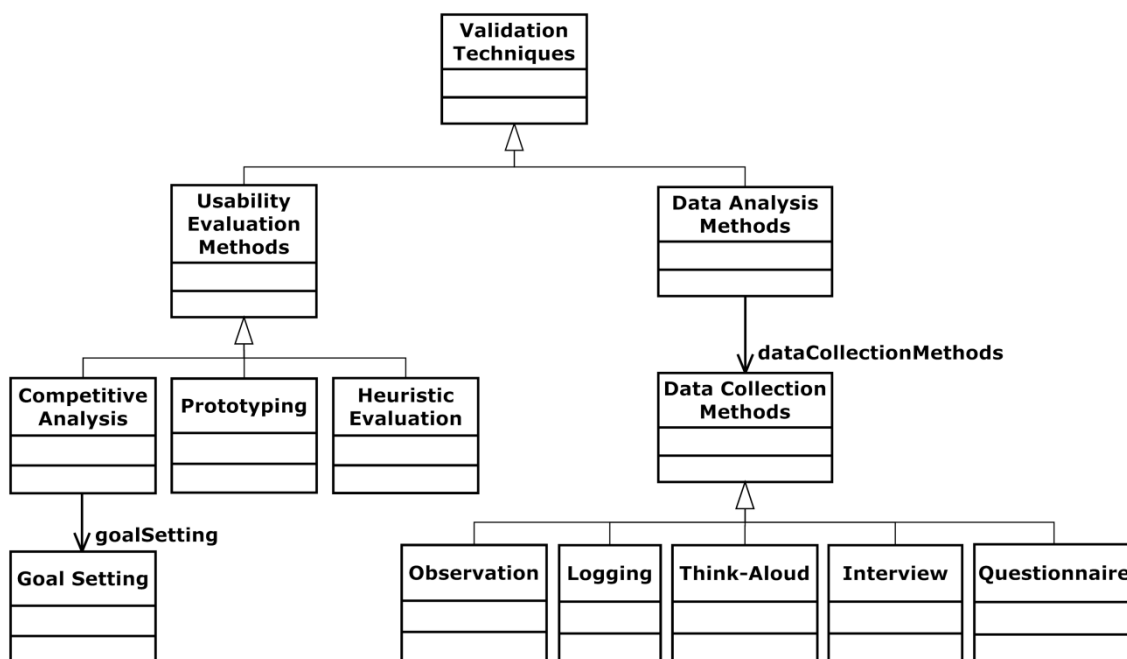 Validation
Techniques
Usability
Evaluation
Methods
Data Analysis
Methods
dataCollectionMethods
Competitive
Analysis
Prototyping
Heuristic
Evaluation
Data Collection
Methods
goalSetting
Goal Setting
Observation
Logging
Think-Aloud
Interview
Questionnaire